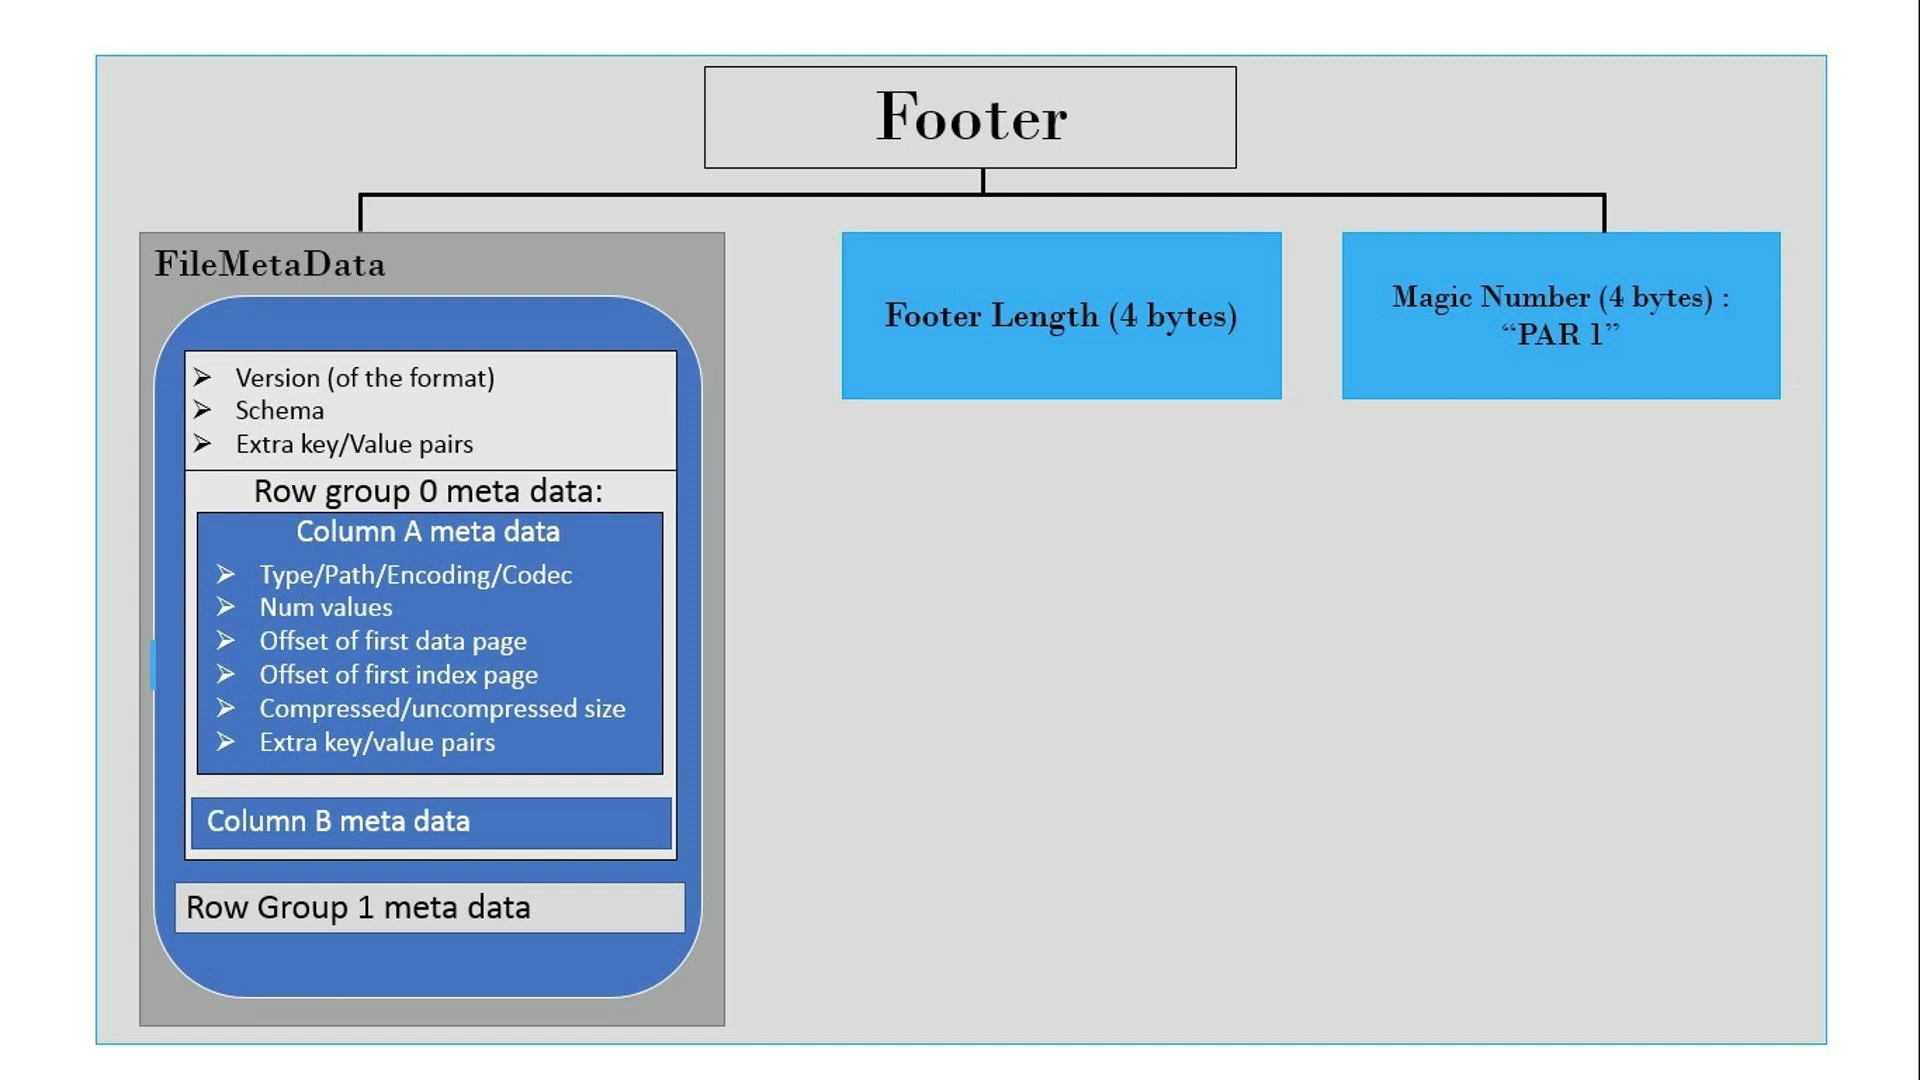 Footer
FileMetaData
Version (of the format)
Schema
Extra key/Value pairs
Row group 0 meta data:
Column A meta data
Type/Path/Encoding/Codec
Num values
Offset of first data page
Offset of first index page
Compressed/uncompressed size
Extra key/value pairs
Column B meta data
Row Group 1 meta data
Footer Length (4 bytes)
Magic Number (4 bytes) :
“PAR 1”